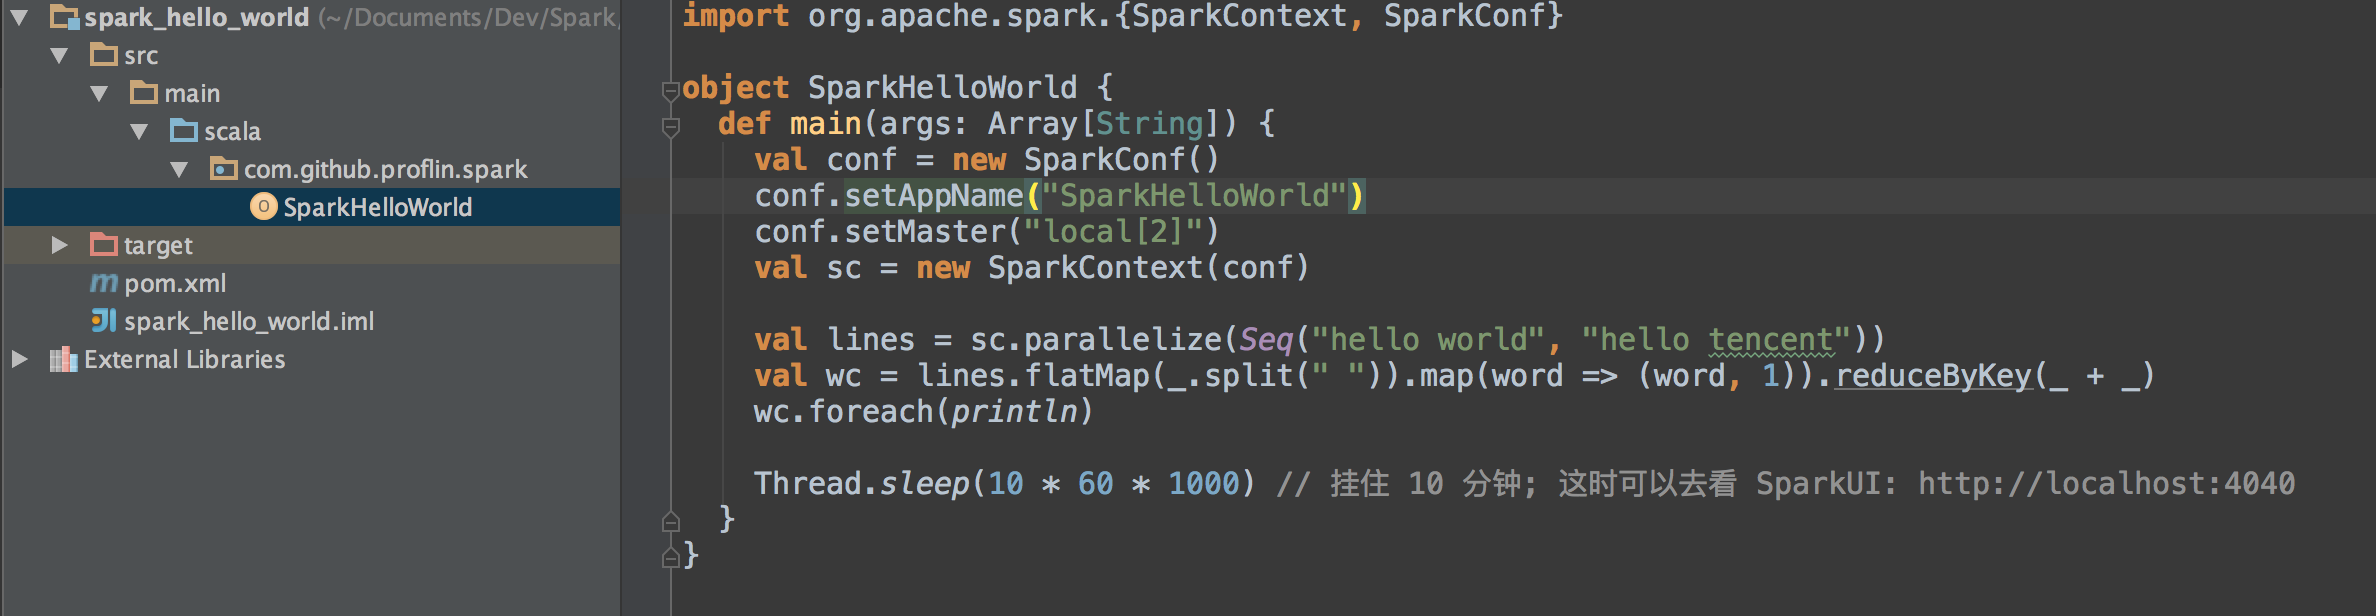 spark_hello_world (~/Documents/Dev/Spark/
src
main
scala
com.github.proflin.spark
SparkHelloWorld
target
pom.xml
spark_hello_world.iml
External Libraries
import org.apache.spark.{SparkContext, SparkConf}
object SparkHelloWorld {
def main(args: Array[String]) {
val conf = new SparkConf()
conf.setAppName("SparkHelloWorld")
conf.setMaster("local[2]")
val sc = new SparkContext(conf)
val lines = sc.parallelize(Seq("hello world", "hello tencent"))
val wc = lines.flatMap(_.split(" ")).map(word => (word, 1)).reduceByKey(_ + _)
wc.foreach(println)
Thread.sleep(10 * 60 * 1000) // 挂住 10 分钟; 这时可以去看 SparkUI: http://localhost:4040
}
}